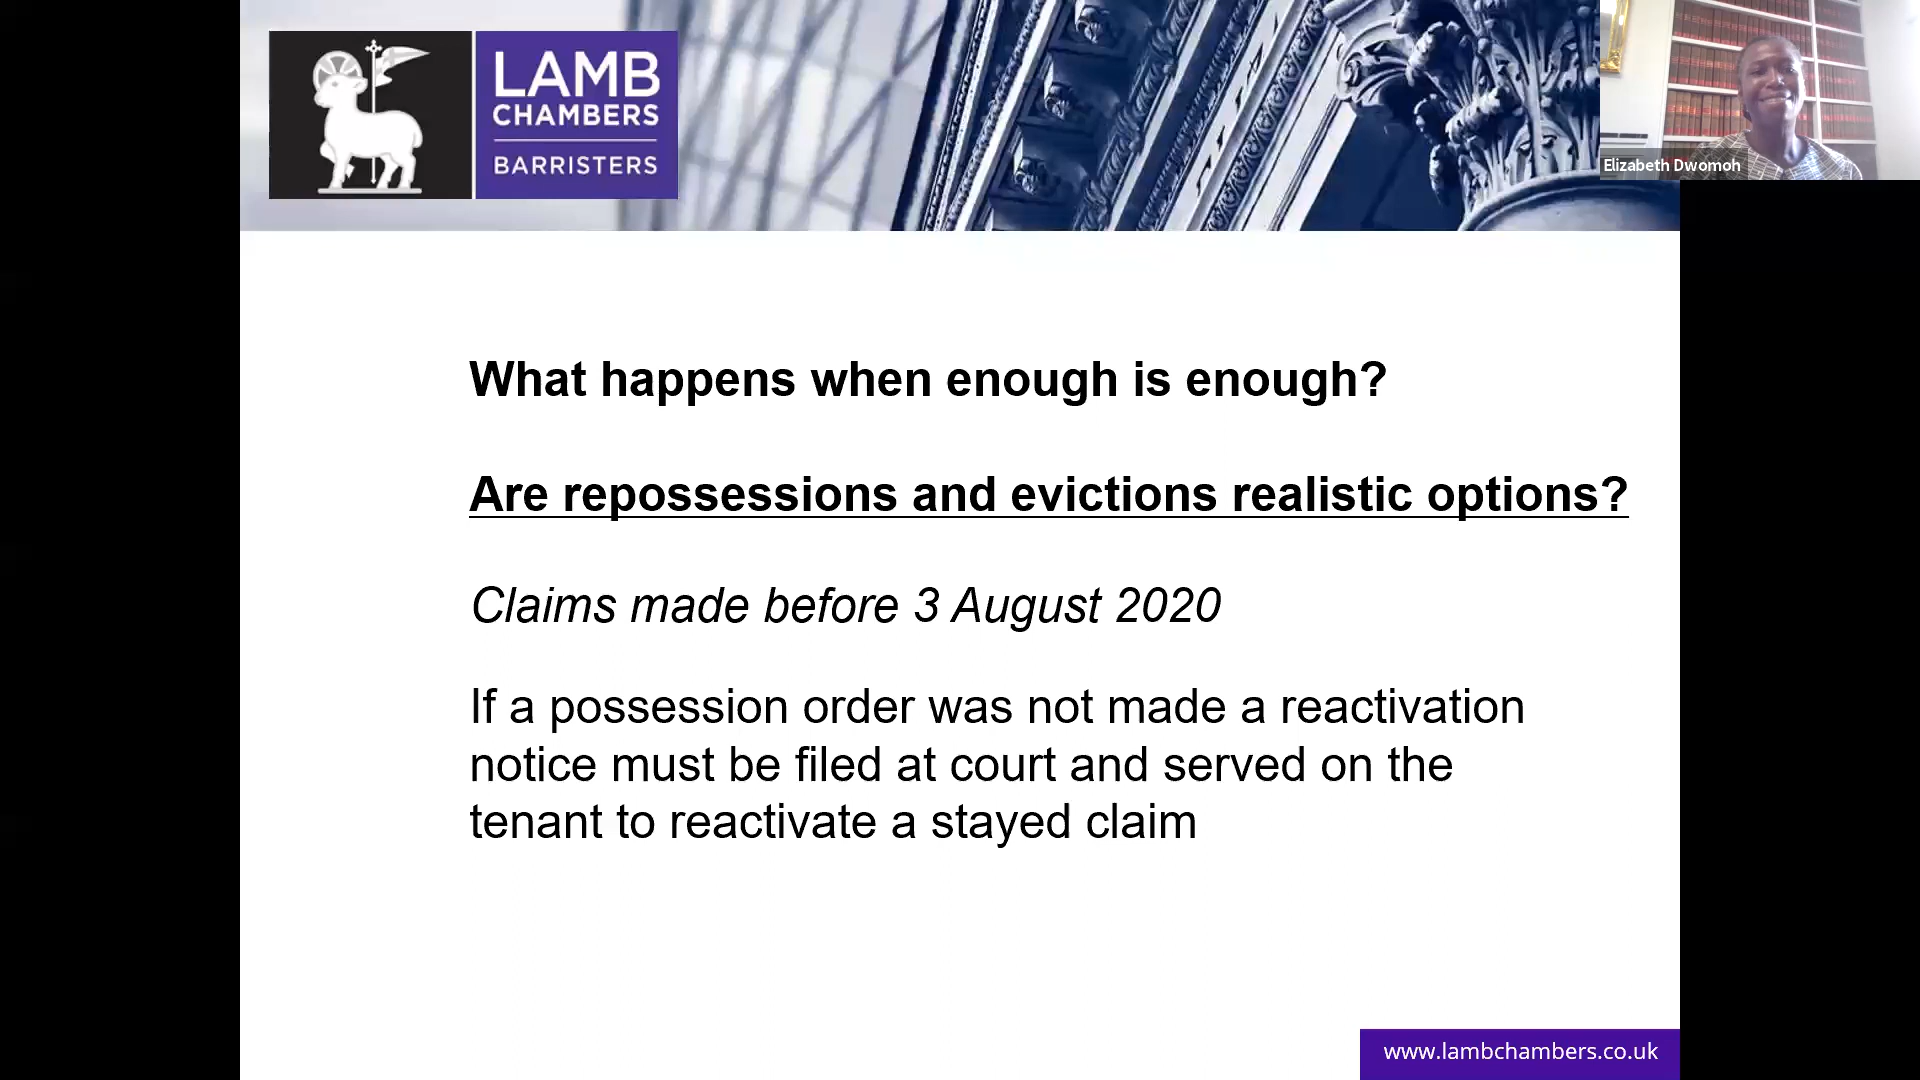 LAMB
CHAMBERS
BARRISTERS
Elizabeth Dwomoh
What happens when enough is enough?
Are repossessions and evictions realistic options?
Claims made before 3 August 2020
If a possession order was not made a reactivation
notice must be filed at court and served on the
tenant to reactivate a stayed claim
www.lambchambers.co.uk